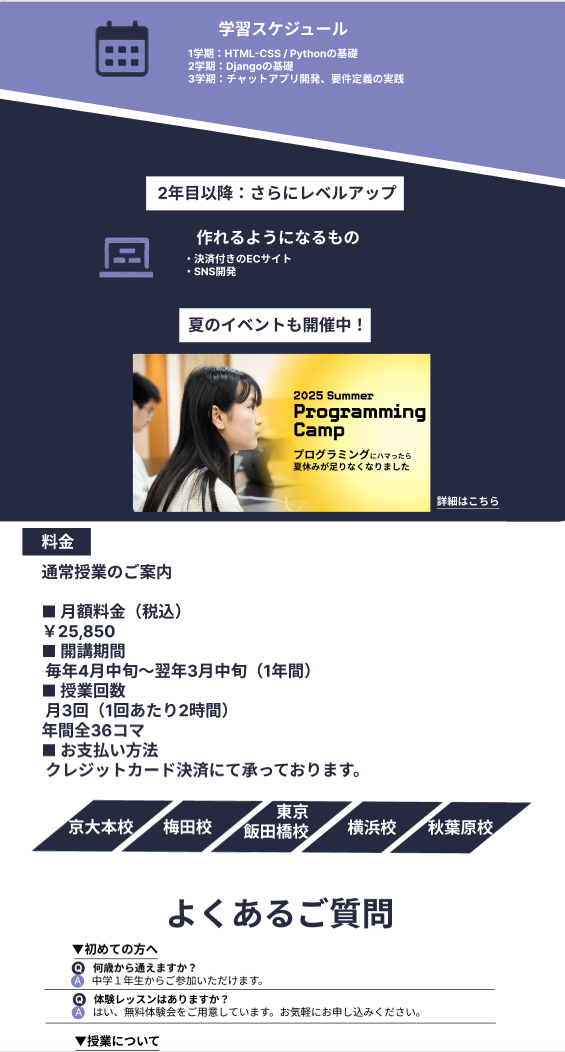 学習スケジュール
1学期：HTML-CSS / Pythonの基礎
2学期：Djangoの基礎
3学期：チャットアプリ開発、要件定義の実践
2年目以降：さらにレベルアップ
作れるようになるもの
・決済付きのECサイト
・SNS開発
夏のイベントも開催中！
2025 Summer
Programming
Camp
プログラミングにハマったら
夏休みが足りなくなりました
詳細はこちら
料金
通常授業のご案内
■ 月額料金（税込）
￥25,850
■ 開講期間
毎年4月中旬〜翌年3月中旬（1年間）
■ 授業回数
月3回（1回あたり2時間）
年間全36コマ
■ お支払い方法
クレジットカード決済にて承っております。
京大本校
梅田校
東京
飯田橋校
横浜校
秋葉原校
よくあるご質問
▼初めての方へ
Q 何歳から通えますか？
A 中学１年生からご参加いただけます。
Q 体験レッスンはありますか？
A はい、無料体験会をご用意しています。お気軽にお申し込みください。
▼授業について